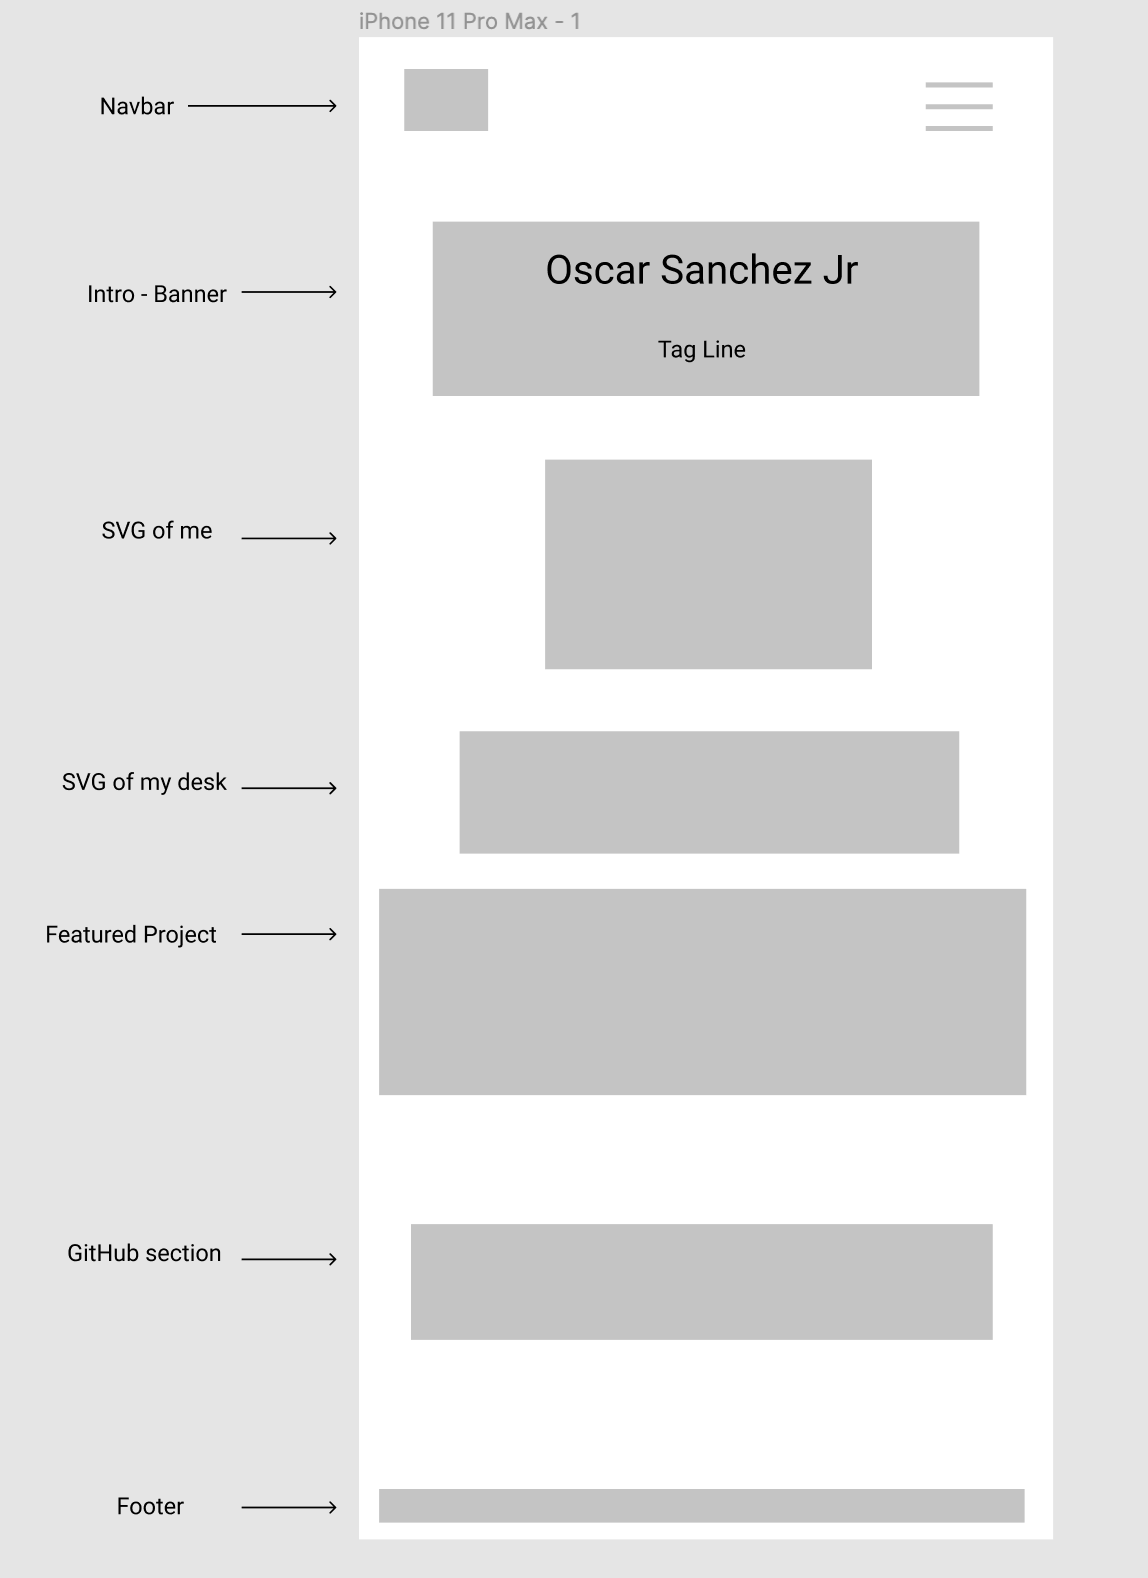 iPhone 11 Pro Max - 1
Navbar
Intro - Banner
Oscar Sanchez Jr
Tag Line
SVG of me
SVG of my desk
Featured Project
GitHub section
Footer